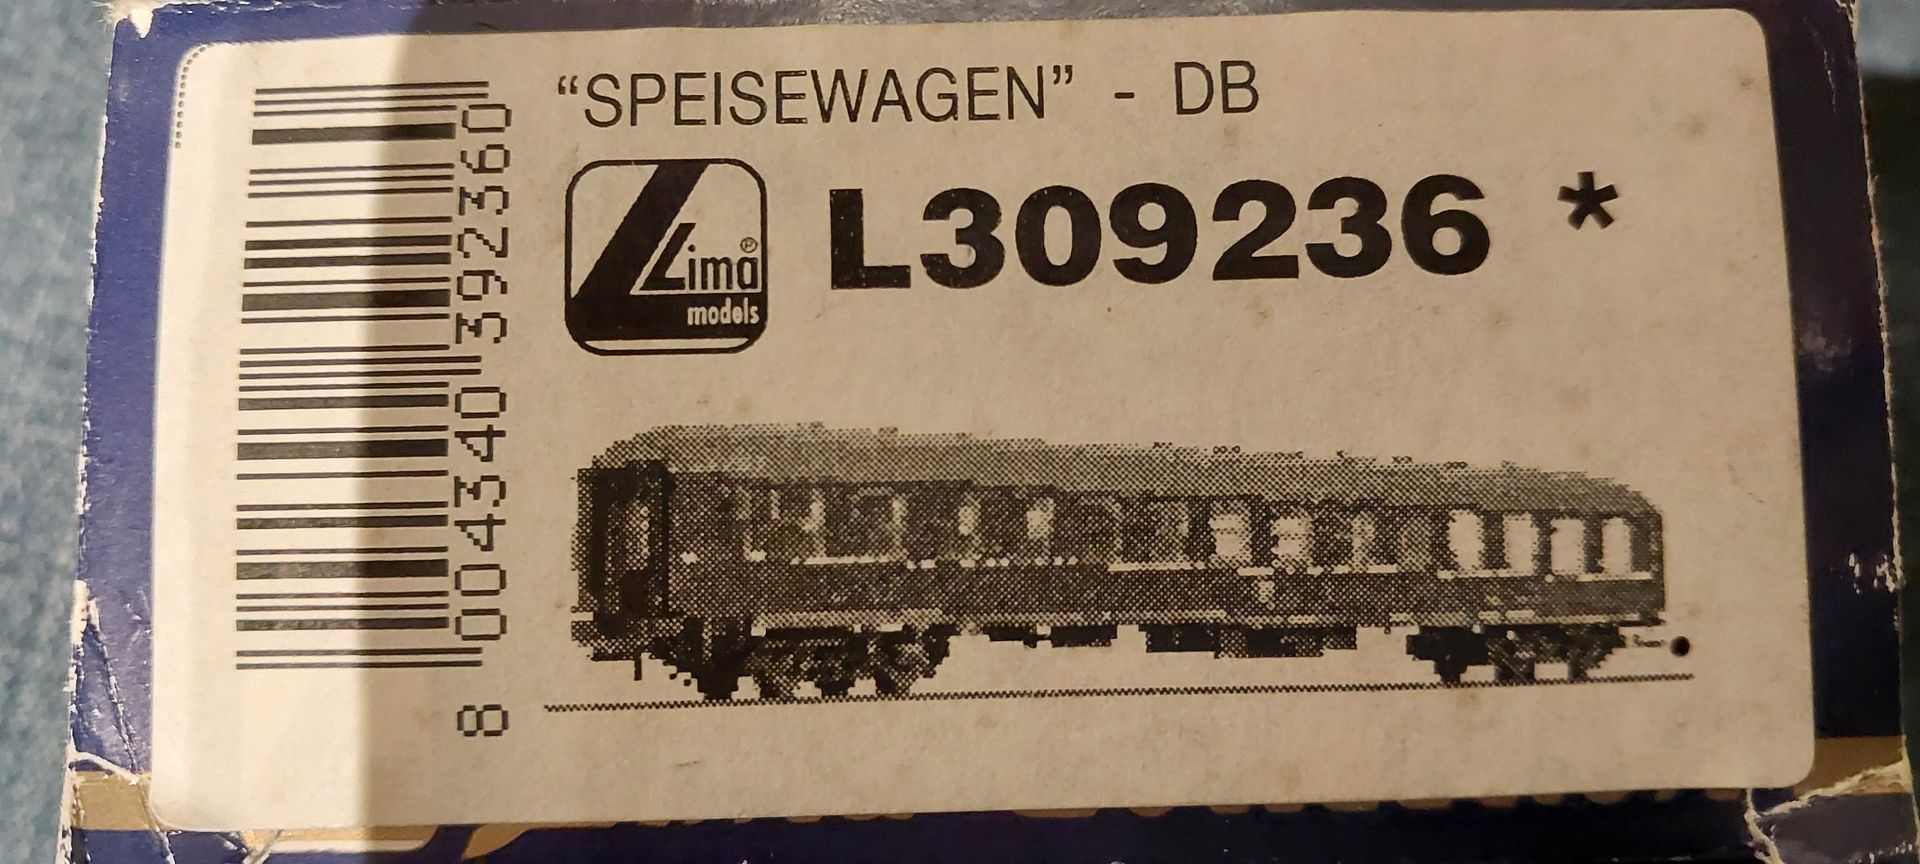 “SPEISEWAGEN” - DB
Lima®
models
L309236 *
8 004340 392360